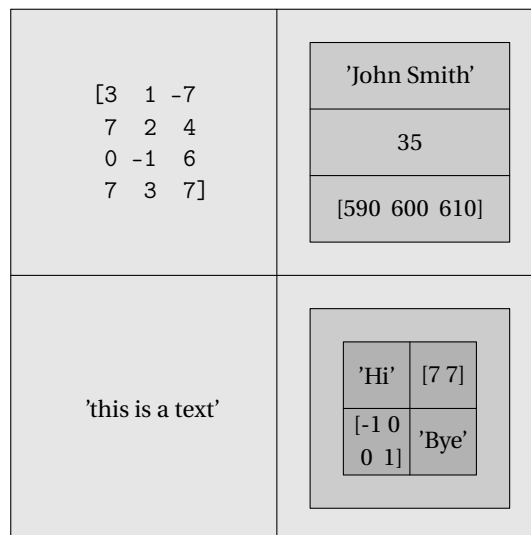 [3 1 -7
7 2 4
0 -1 6
7 3 7]
'John Smith'
35
[590 600 610]
'this is a text'
'Hi'
[7 7]
[-1 0
0 1]
'Bye'